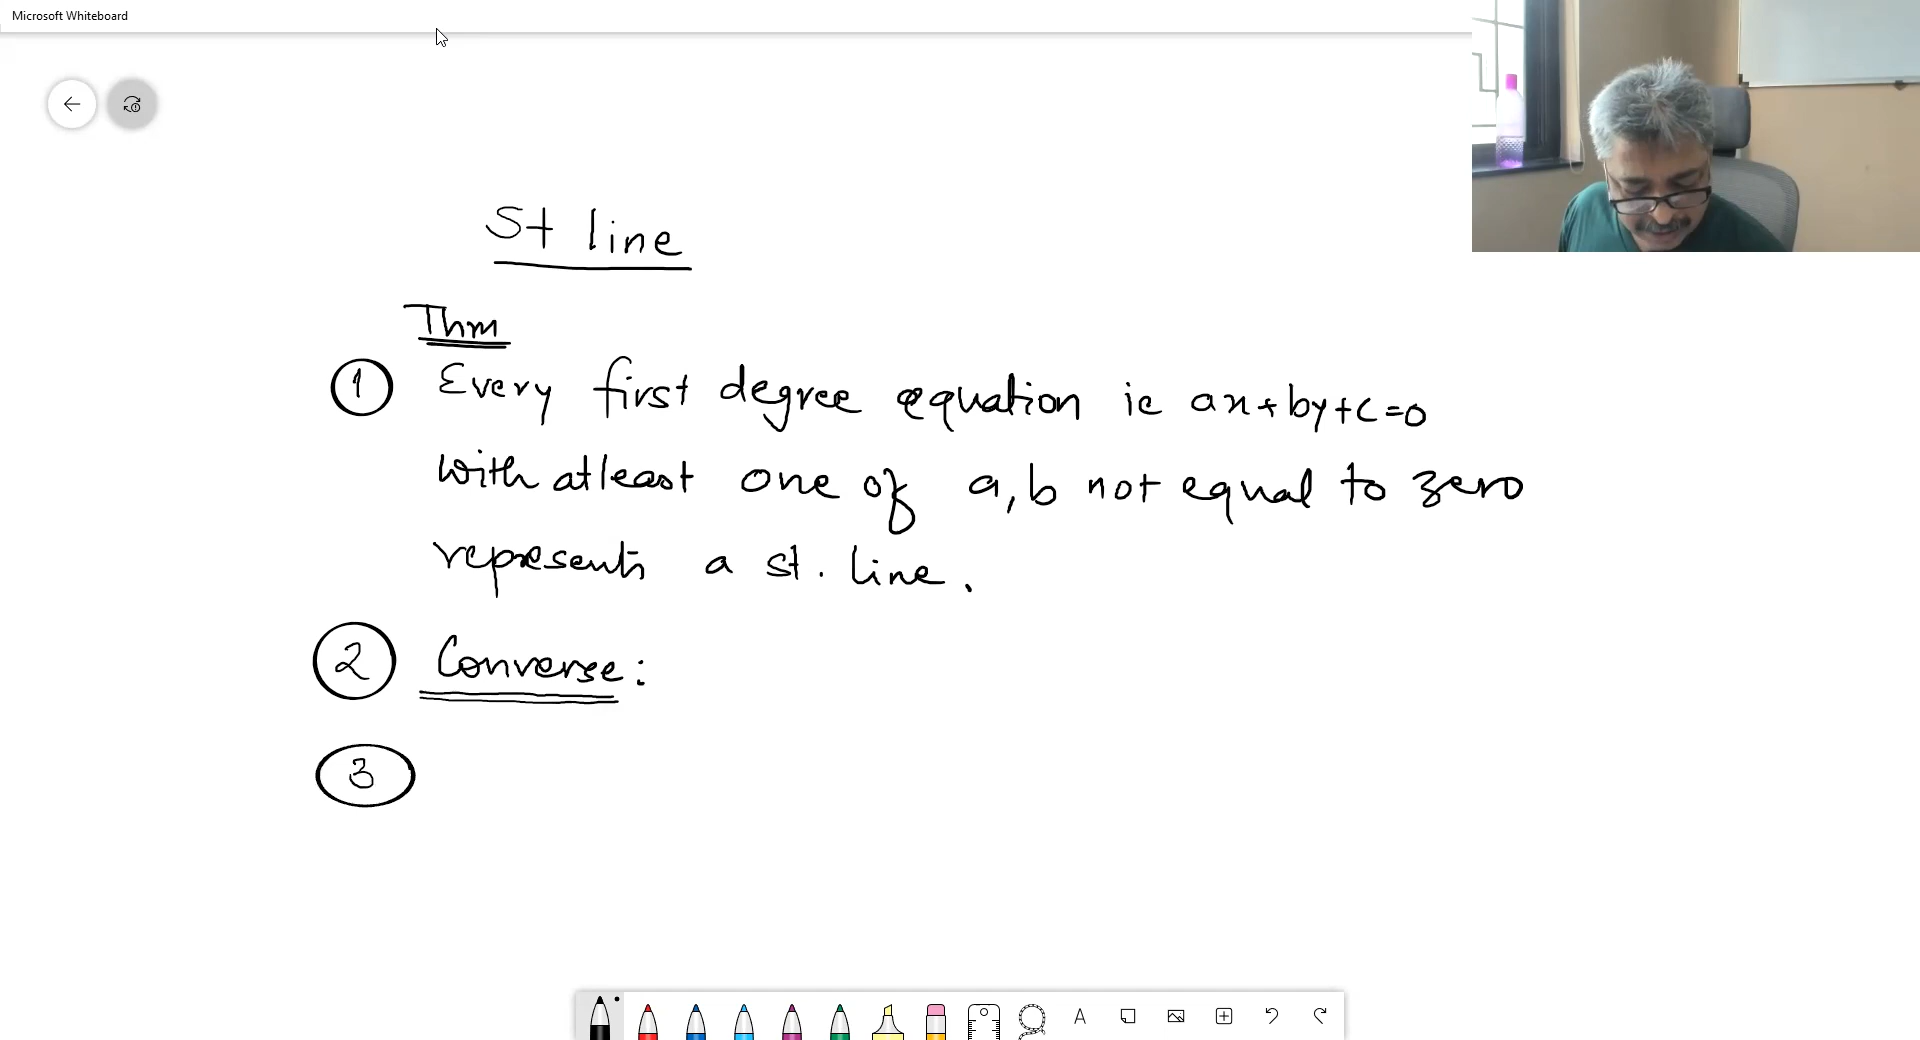 Microsoft Whiteboard
St line
Thm
1 Every first degree equation ie ax+by+c=0
with atleast one of a, b not equal to zero
represents a st. line.
2 Converse:
3
A